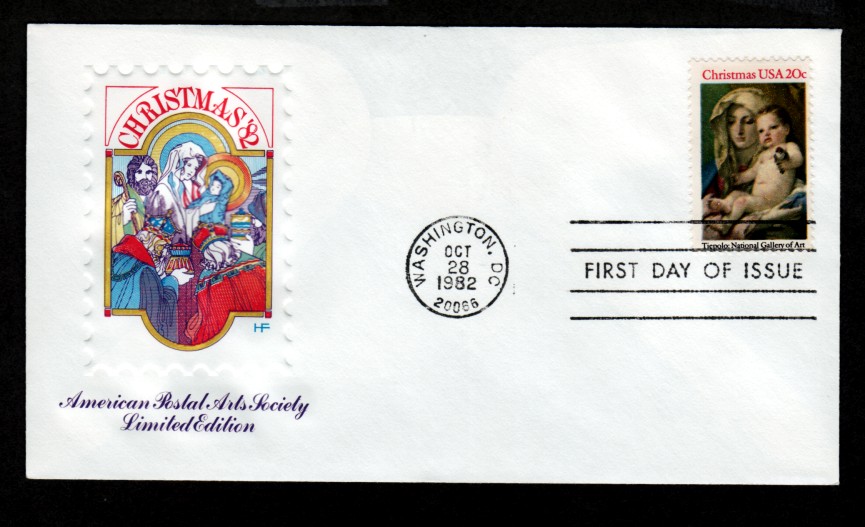 CHRISTMAS '82
HF
American Postal Arts Society
Limited Edition
WASHINGTON, DC
OCT
28
1982
20066
Christmas USA 20c
Tiepolo: National Gallery of Art
FIRST DAY OF ISSUE